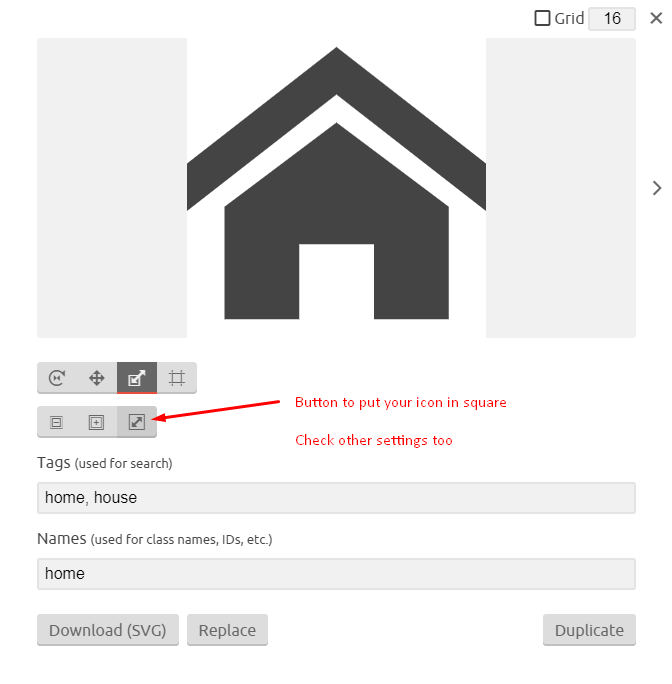 Grid 16
Button to put your icon in square
Check other settings too
Tags (used for search)
home, house
Names (used for class names, IDs, etc.)
home
Download (SVG) Replace Duplicate